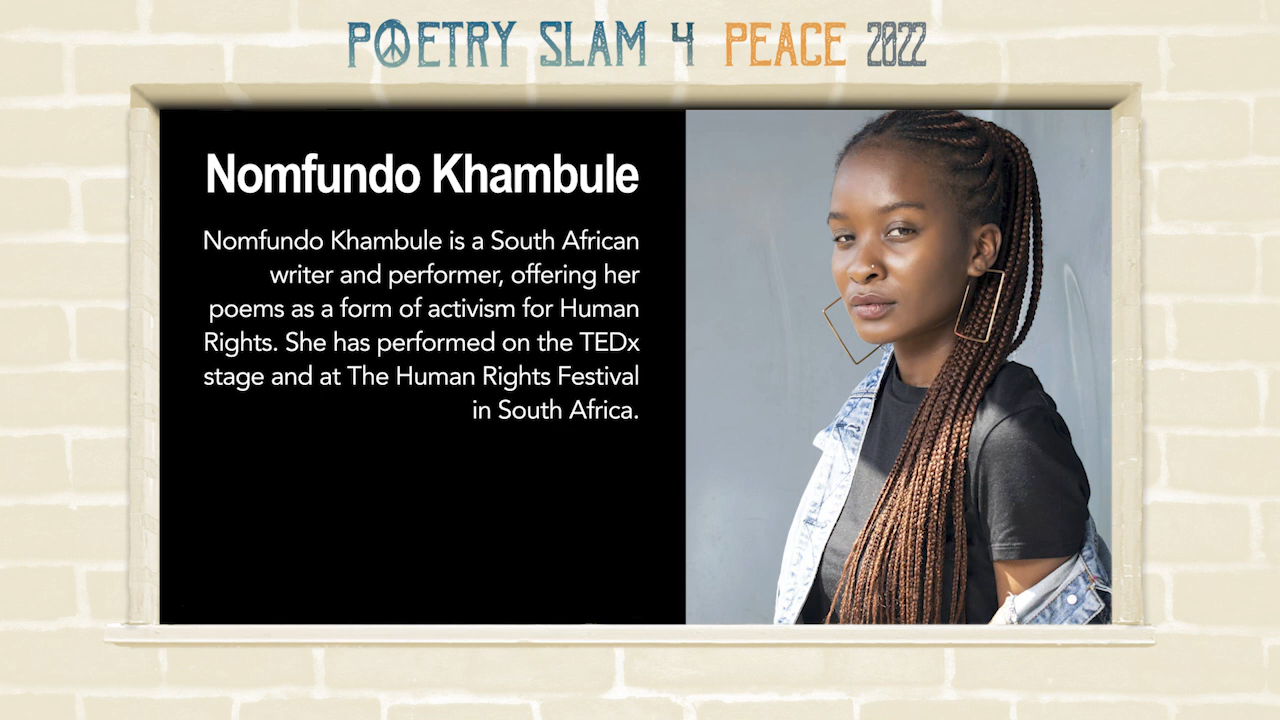 POETRY SLAM 4 PEACE 2022
Nomfundo Khambule
Nomfundo Khambule is a South African
writer and performer, offering her
poems as a form of activism for Human
Rights. She has performed on the TEDx
stage and at The Human Rights Festival
in South Africa.